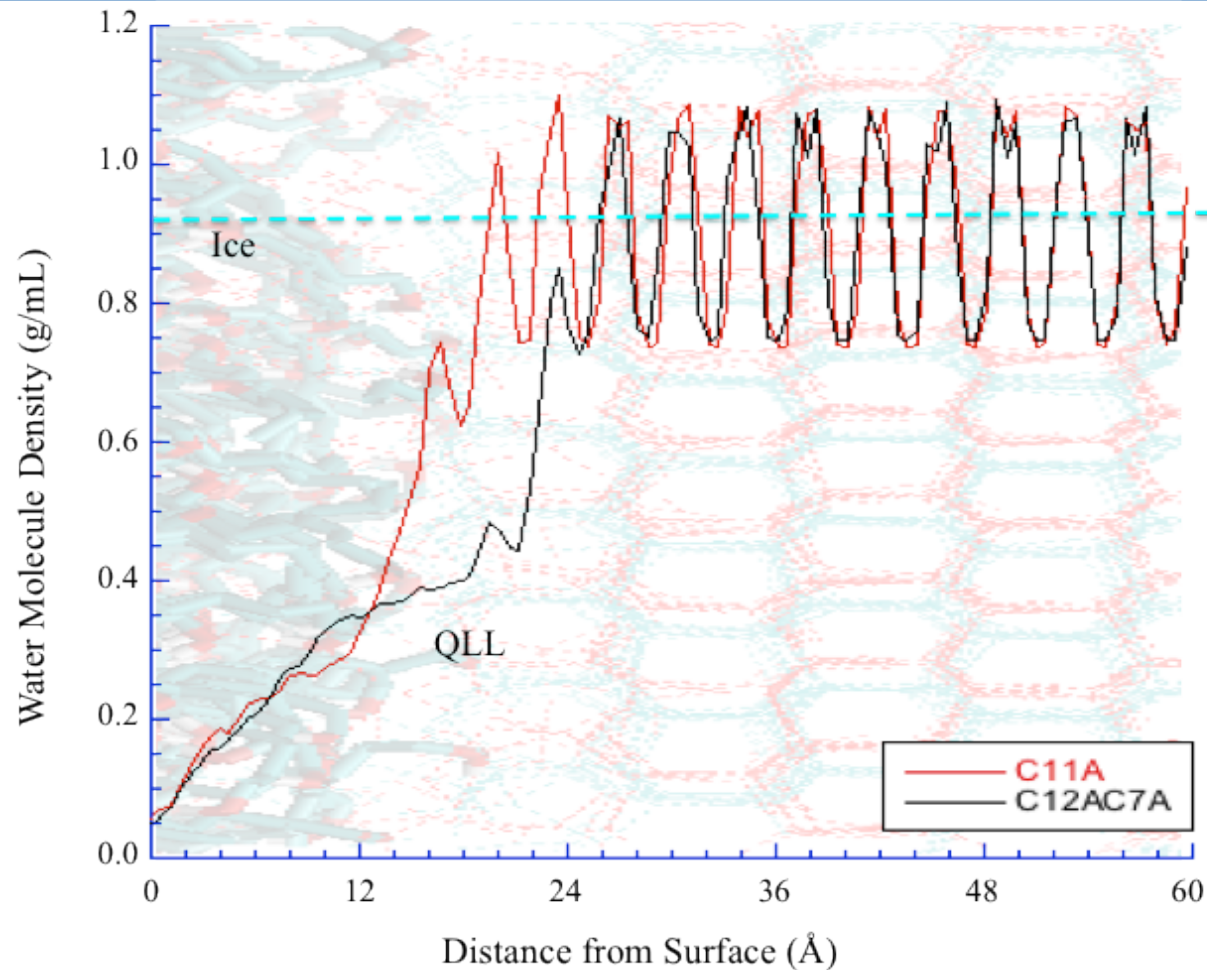 1.2
1.0
0.8
0.6
0.4
0.2
0.0
Water Molecule Density (g/mL)
Ice
QLL
C11A
C12AC7A
0 12 24 36 48 60
Distance from Surface (Å)